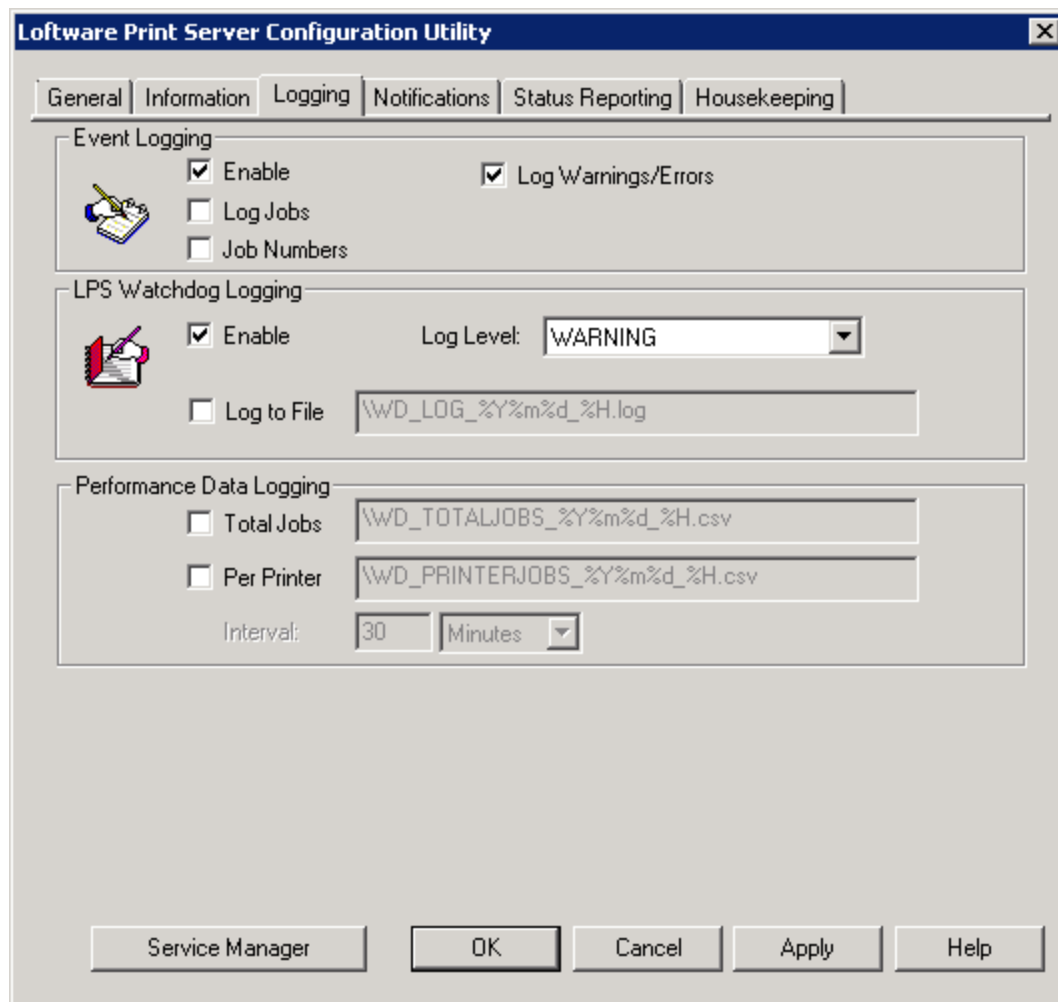 Loftware Print Server Configuration Utility
General Information Logging Notifications Status Reporting Housekeeping
Event Logging
Enable Log Warnings/Errors
Log Jobs
Job Numbers
LPS Watchdog Logging
Enable Log Level: WARNING
Log to File \WD_LOG_%Y%m%d_%H.log
Performance Data Logging
Total Jobs \WD_TOTALJOBS_%Y%m%d_%H.csv
Per Printer \WD_PRINTERJOBS_%Y%m%d_%H.csv
Interval: 30 Minutes
Service Manager OK Cancel Apply Help